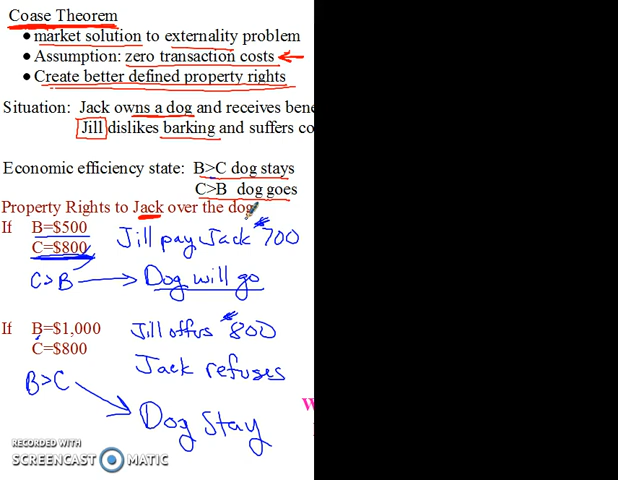 Coase Theorem
• market solution to externality problem
• Assumption: zero transaction costs
• Create better defined property rights
Situation: Jack owns a dog and receives bene
Jill dislikes barking and suffers co
Economic efficiency state: B>C dog stays
C>B dog goes
Property Rights to Jack over the dog
If B=$500 Jill pay Jack $700
C=$800
C>B Dog will go
If B=$1,000 Jill offers $800
C=$800
Jack refuses
B>C
Dog Stay
W
RECORDED WITH
SCREENCAST MATIC